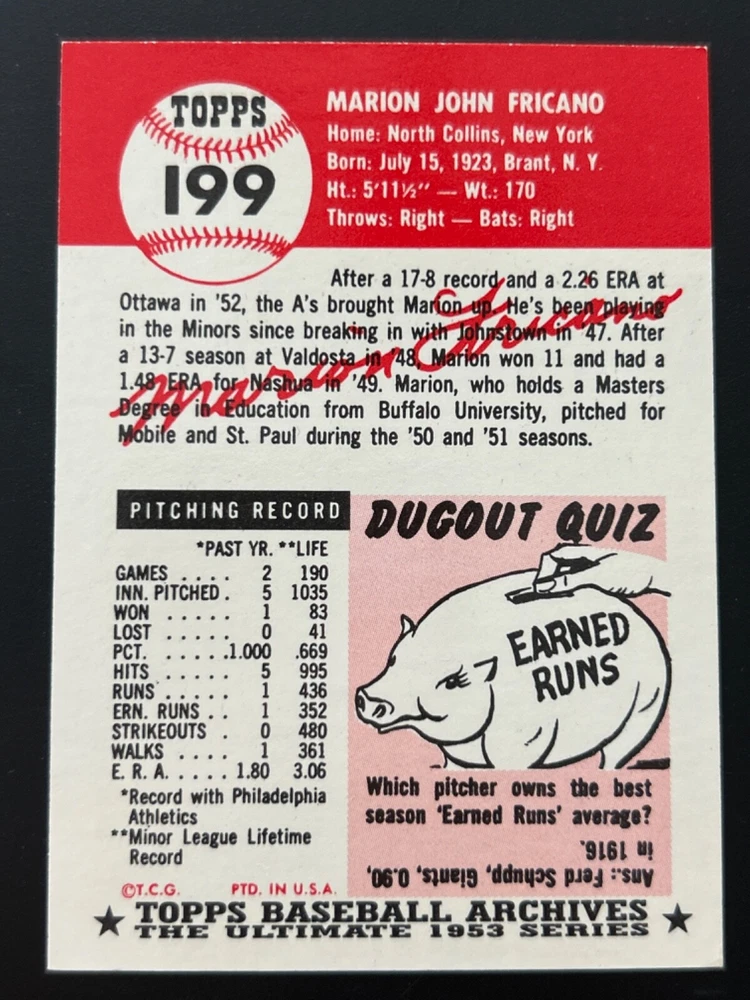 TOPPS
199
MARION JOHN FRICANO
Home: North Collins, New York
Born: July 15, 1923, Brant, N. Y.
Ht.: 5'11½" — Wt.: 170
Throws: Right — Bats: Right
After a 17-8 record and a 2.26 ERA at
Ottawa in '52, the A's brought Marion up. He's been playing
in the Minors since breaking in with Johnstown in '47. After
a 13-7 season at Valdosta in '48, Marion won 11 and had a
1.48 ERA for Nashua in '49. Marion, who holds a Masters
Degree in Education from Buffalo University, pitched for
Mobile and St. Paul during the '50 and '51 seasons.
Marion Fricano
PITCHING RECORD
*PAST YR. **LIFE
GAMES .... 2 190
INN. PITCHED . 5 1035
WON ..... 1 83
LOST ..... 0 41
PCT. .....1.000 .669
HITS ..... 5 995
RUNS ..... 1 436
ERN. RUNS .. 1 352
STRIKEOUTS . 0 480
WALKS .... 1 361
E. R. A. .....1.80 3.06
*Record with Philadelphia
Athletics
**Minor League Lifetime
Record
DUGOUT QUIZ
EARNED
RUNS
Which pitcher owns the best
season 'Earned Runs' average?
Ans.: Ferd Schupp, Giants, 0.90,
in 1916.
©T.C.G. PTD. IN U.S.A.
★ TOPPS BASEBALL ARCHIVES ★
THE ULTIMATE 1953 SERIES